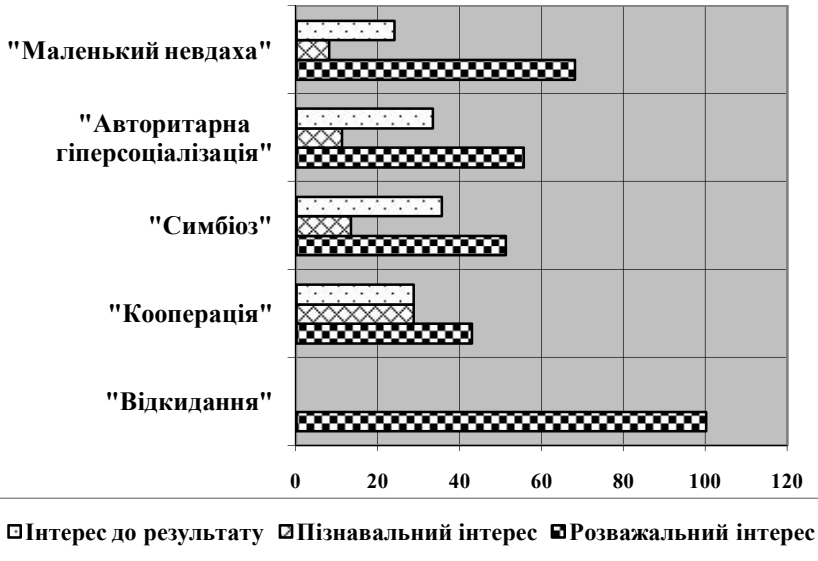 "Маленький невдаха"
"Авторитарна
гіперсоціалізація"
"Симбіоз"
"Кооперація"
"Відкидання"
0 20 40 60 80 100 120
Інтерес до результату Пізнавальний інтерес Розважальний інтерес